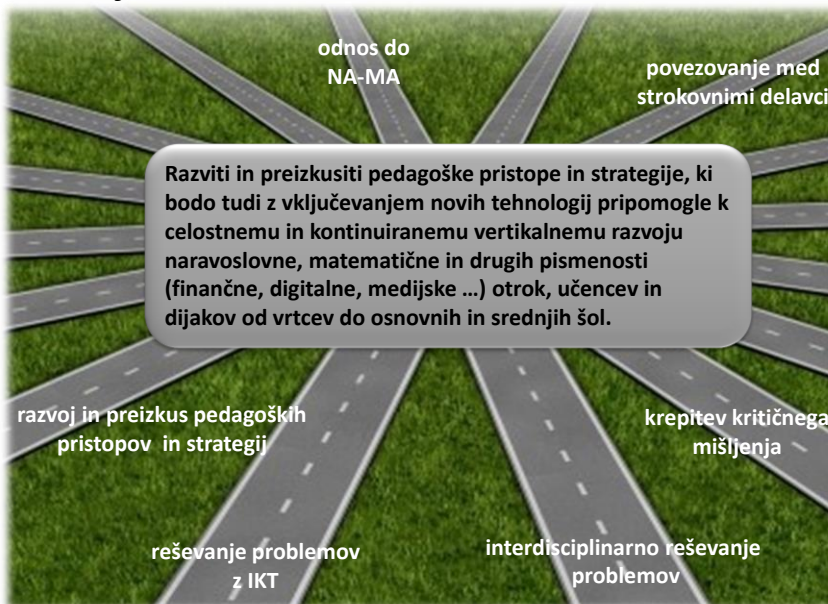 odnos do
NA-MA
povezovanje med
strokovnimi delavci
Razviti in preizkusiti pedagoške pristope in strategije, ki
bodo tudi z vključevanjem novih tehnologij pripomogle k
celostnemu in kontinuiranemu vertikalnemu razvoju
naravoslovne, matematične in drugih pismenosti
(finančne, digitalne, medijske ...) otrok, učencev in
dijakov od vrtcev do osnovnih in srednjih šol.
razvoj in preizkus pedagoških
pristopov in strategij
krepitev kritičnega
mišljenja
reševanje problemov
z IKT
interdisciplinarno reševanje
problemov